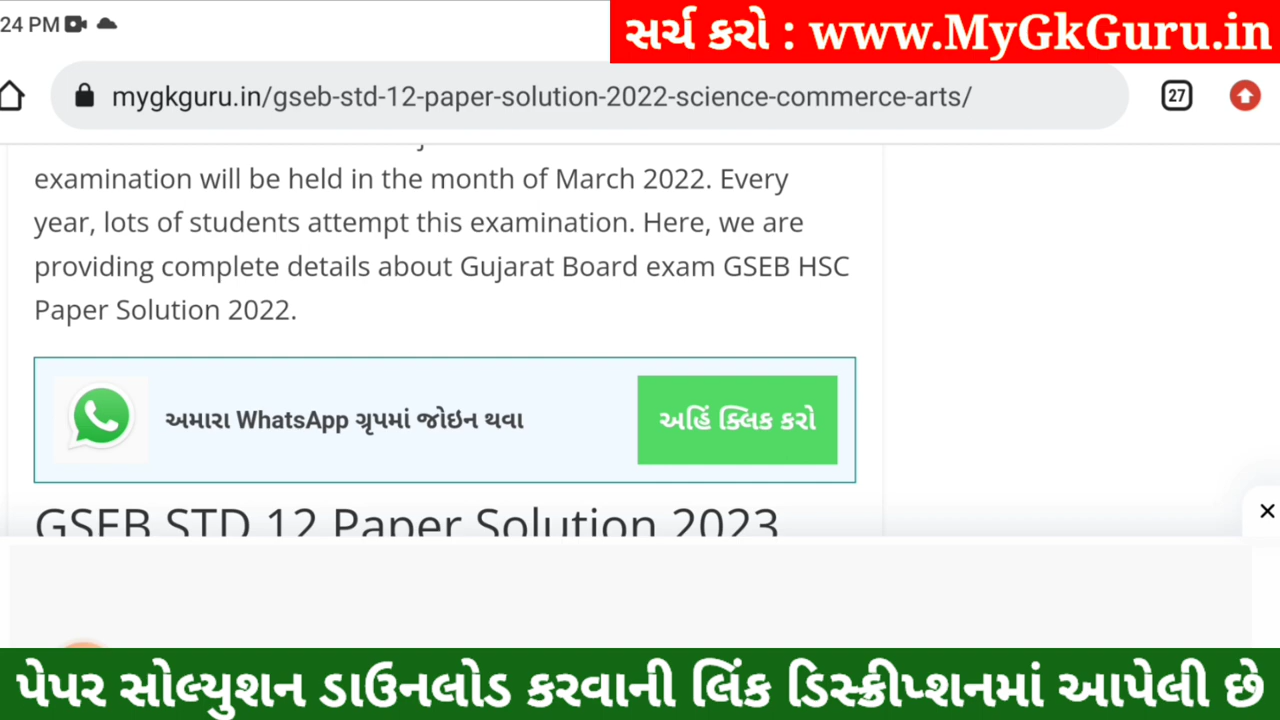 24 PM
સર્ચ કરો : www.MyGkGuru.in
mygkguru.in/gseb-std-12-paper-solution-2022-science-commerce-arts/
27
examination will be held in the month of March 2022. Every
year, lots of students attempt this examination. Here, we are
providing complete details about Gujarat Board exam GSEB HSC
Paper Solution 2022.
અમારા WhatsApp ગ્રૃપમાં જોઇન થવા
અહિં ક્લિક કરો
GSEB STD 12 Paper Solution 2023
પેપર સોલ્યુશન ડાઉનલોડ કરવાની લિંક ડિસ્ક્રીપ્શનમાં આપેલી છે